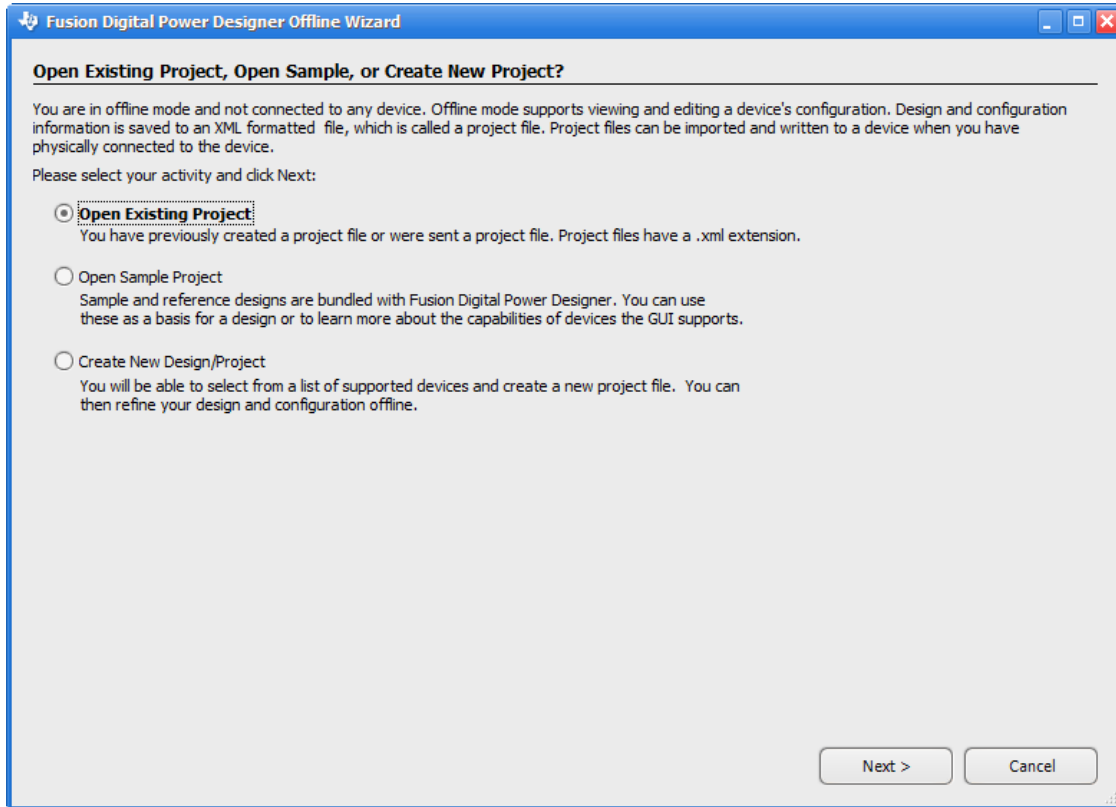 Fusion Digital Power Designer Offline Wizard
Open Existing Project, Open Sample, or Create New Project?
You are in offline mode and not connected to any device. Offline mode supports viewing and editing a device's configuration. Design and configuration
information is saved to an XML formatted  file, which is called a project file. Project files can be imported and written to a device when you have
physically connected to the device.
Please select your activity and click Next:
Open Existing Project
You have previously created a project file or were sent a project file. Project files have a .xml extension.
Open Sample Project
Sample and reference designs are bundled with Fusion Digital Power Designer. You can use
these as a basis for a design or to learn more about the capabilities of devices the GUI supports.
Create New Design/Project
You will be able to select from a list of supported devices and create a new project file.  You can
then refine your design and configuration offline.
Next >
Cancel